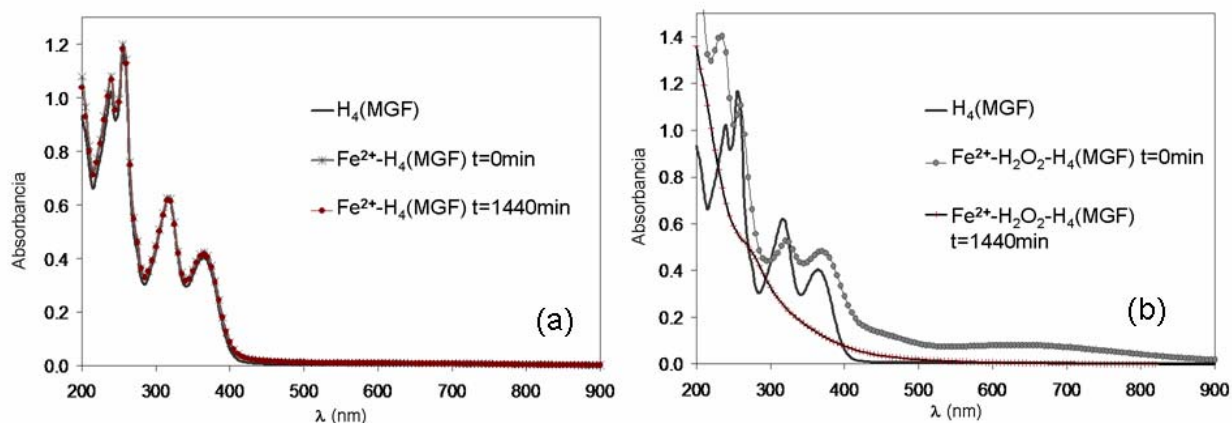 1.2
1.0
0.8
0.6
0.4
0.2
0.0
Absorbancia
200 300 400 500 600 700 800 900
λ (nm)
H₄(MGF)
Fe²⁺-H₄(MGF) t=0min
Fe²⁺-H₄(MGF) t=1440min
(a)
1.4
1.2
1.0
0.8
0.6
0.4
0.2
0.0
Absorbancia
200 300 400 500 600 700 800 900
λ (nm)
H₄(MGF)
Fe²⁺-H₂O₂-H₄(MGF) t=0min
Fe²⁺-H₂O₂-H₄(MGF)
t=1440min
(b)